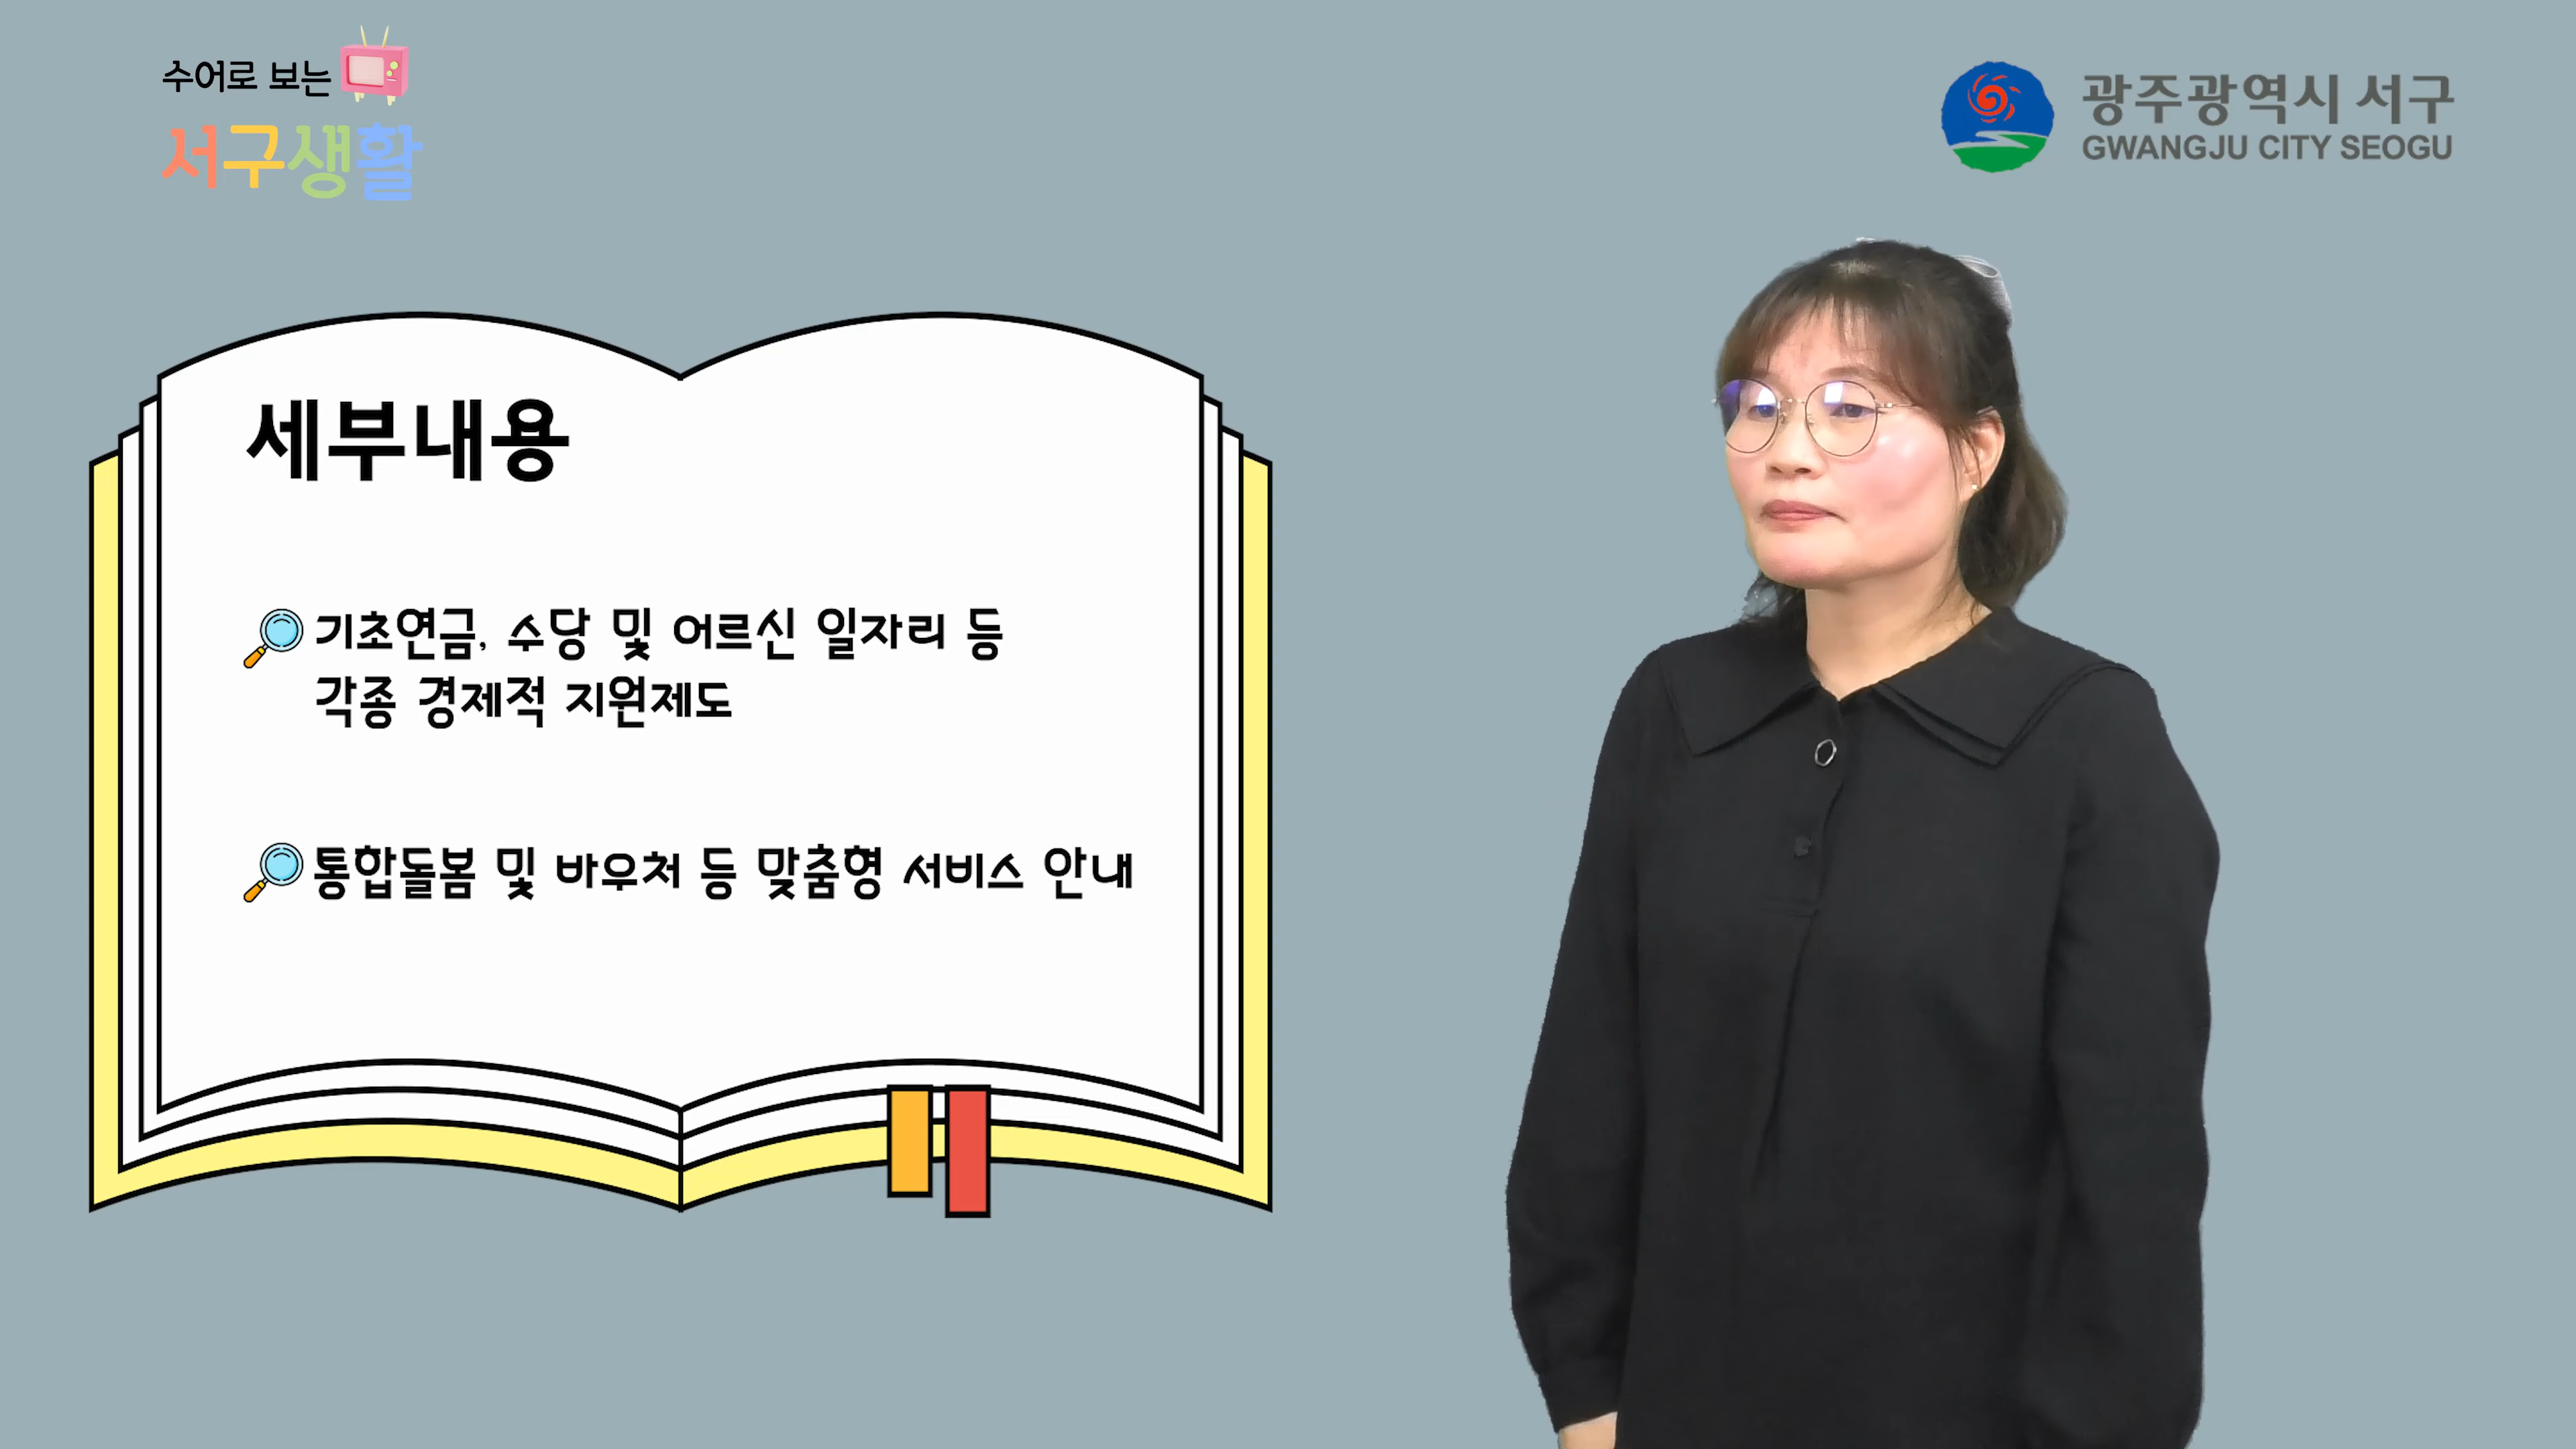 수어로 보는
서구생활
광주광역시 서구
GWANGJU CITY SEOGU
세부내용
기초연금, 수당 및 어르신 일자리 등
각종 경제적 지원제도
통합돌봄 및 바우처 등 맞춤형 서비스 안내